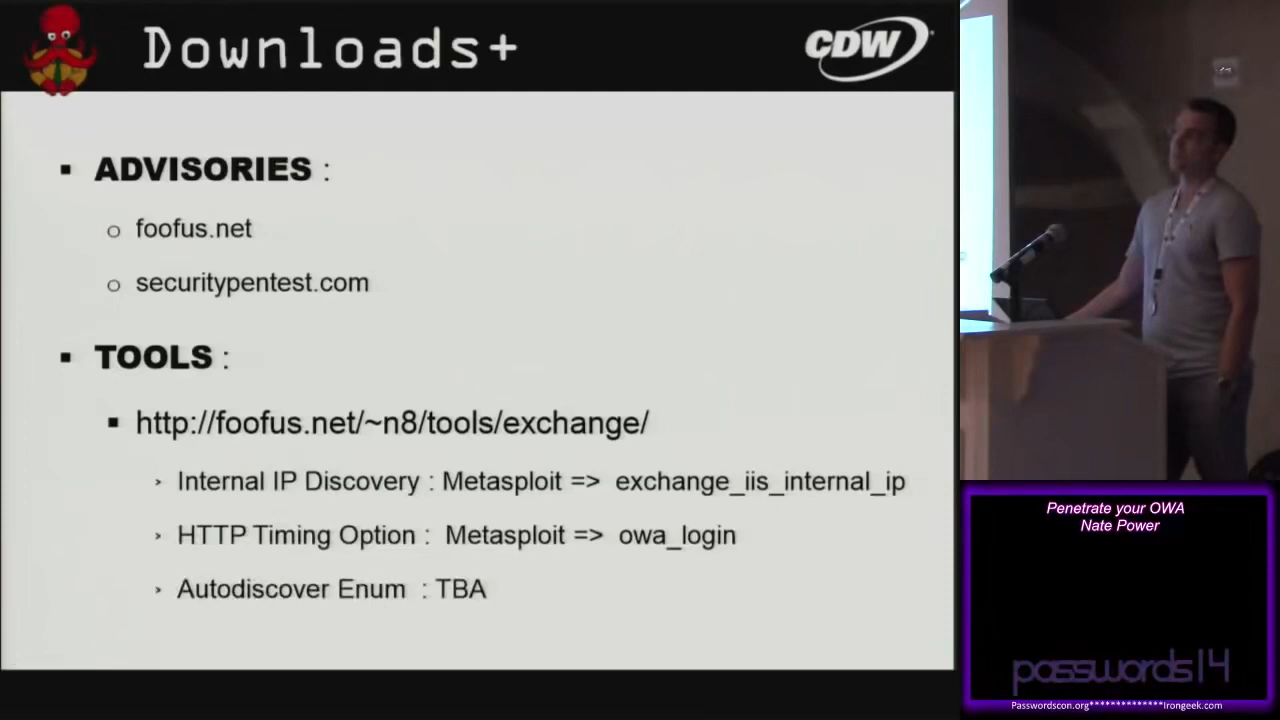 Downloads+
CDW
▪ ADVISORIES :
o foofus.net
o securitypentest.com
▪ TOOLS :
▪ http://foofus.net/~n8/tools/exchange/
› Internal IP Discovery : Metasploit => exchange_iis_internal_ip
› HTTP Timing Option : Metasploit => owa_login
› Autodiscover Enum : TBA
Penetrate your OWA
Nate Power
passwords14
Passwordscon.org**************Irongeek.com